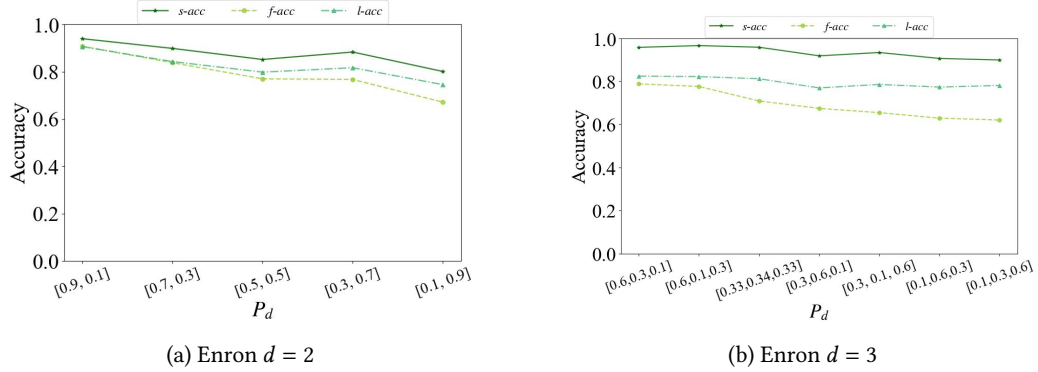 s-acc f-acc l-acc
1.0
0.8
0.6
0.4
0.2
0.0
Accuracy
[0.9, 0.1] [0.7, 0.3] [0.5, 0.5] [0.3, 0.7] [0.1, 0.9]
P_d
(a) Enron d = 2
s-acc f-acc l-acc
1.0
0.8
0.6
0.4
0.2
0.0
Accuracy
[0.6,0.3,0.1] [0.6,0.1,0.3] [0.33,0.34,0.33] [0.3,0.6,0.1] [0.3, 0.1,0.6] [0.1,0.6,0.3] [0.1,0.3,0.6]
P_d
(b) Enron d = 3